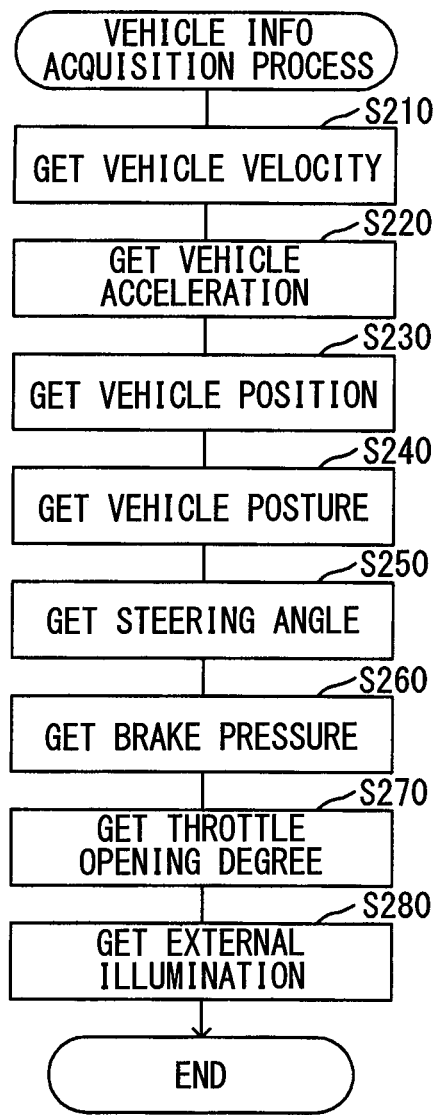 VEHICLE INFO
ACQUISITION PROCESS
S210
GET VEHICLE VELOCITY
S220
GET VEHICLE
ACCELERATION
S230
GET VEHICLE POSITION
S240
GET VEHICLE POSTURE
S250
GET STEERING ANGLE
S260
GET BRAKE PRESSURE
S270
GET THROTTLE
OPENING DEGREE
S280
GET EXTERNAL
ILLUMINATION
END